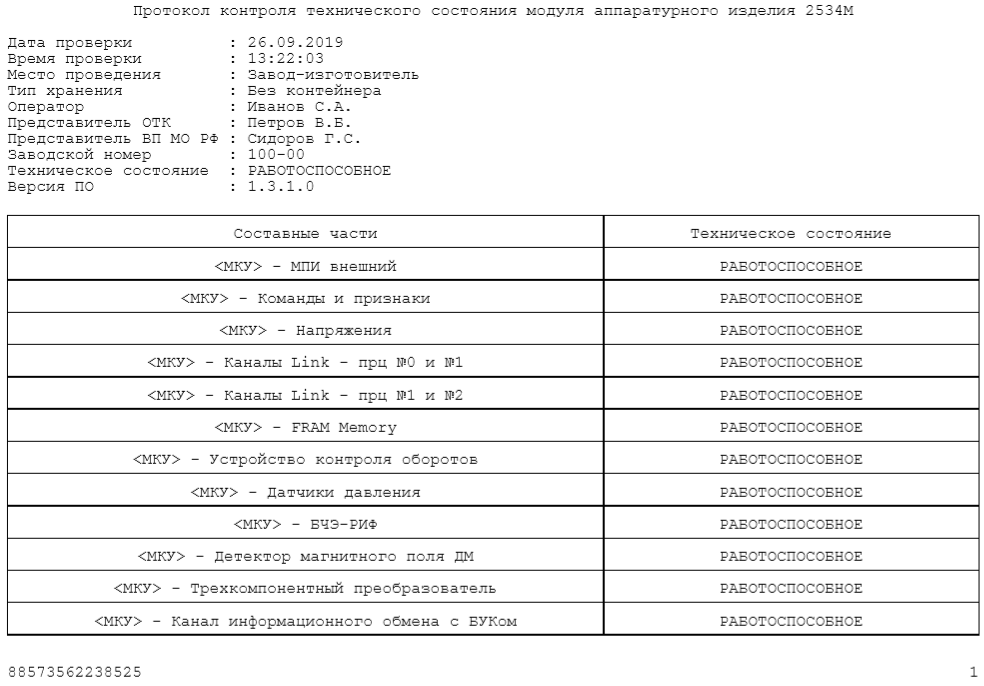 Протокол контроля технического состояния модуля аппаратурного изделия 2534М
Дата проверки : 26.09.2019
Время проверки : 13:22:03
Место проведения : Завод-изготовитель
Тип хранения : Без контейнера
Оператор : Иванов С.А.
Представитель ОТК : Петров В.Б.
Представитель ВП МО РФ : Сидоров Г.С.
Заводской номер : 100-00
Техническое состояние : РАБОТОСПОСОБНОЕ
Версия ПО : 1.3.1.0
Составные части Техническое состояние
<МКУ> - МПИ внешний РАБОТОСПОСОБНОЕ
<МКУ> - Команды и признаки РАБОТОСПОСОБНОЕ
<МКУ> - Напряжения РАБОТОСПОСОБНОЕ
<МКУ> - Каналы Link - прц №0 и №1 РАБОТОСПОСОБНОЕ
<МКУ> - Каналы Link - прц №1 и №2 РАБОТОСПОСОБНОЕ
<МКУ> - FRAM Memory РАБОТОСПОСОБНОЕ
<МКУ> - Устройство контроля оборотов РАБОТОСПОСОБНОЕ
<МКУ> - Датчики давления РАБОТОСПОСОБНОЕ
<МКУ> - БЧЭ-РИФ РАБОТОСПОСОБНОЕ
<МКУ> - Детектор магнитного поля ДМ РАБОТОСПОСОБНОЕ
<МКУ> - Трехкомпонентный преобразователь РАБОТОСПОСОБНОЕ
<МКУ> - Канал информационного обмена с БУКом РАБОТОСПОСОБНОЕ
88573562238525 1